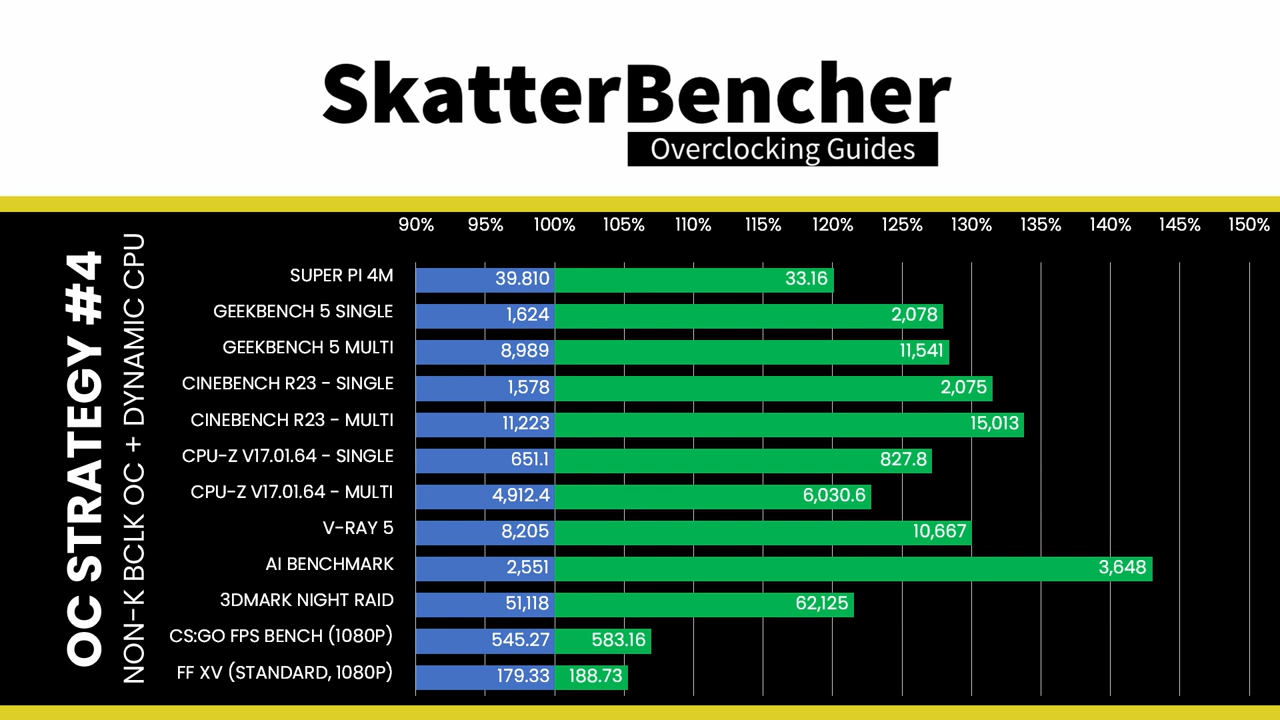 SkatterBencher
Overclocking Guides
OC STRATEGY #4
NON-K BCLK OC + DYNAMIC CPU
90% 95% 100% 105% 110% 115% 120% 125% 130% 135% 140% 145% 150%
SUPER PI 4M 39.810 33.16
GEEKBENCH 5 SINGLE 1,624 2,078
GEEKBENCH 5 MULTI 8,989 11,541
CINEBENCH R23 - SINGLE 1,578 2,075
CINEBENCH R23 - MULTI 11,223 15,013
CPU-Z V17.01.64 - SINGLE 651.1 827.8
CPU-Z V17.01.64 - MULTI 4,912.4 6,030.6
V-RAY 5 8,205 10,667
AI BENCHMARK 2,551 3,648
3DMARK NIGHT RAID 51,118 62,125
CS:GO FPS BENCH (1080P) 545.27 583.16
FF XV (STANDARD, 1080P) 179.33 188.73